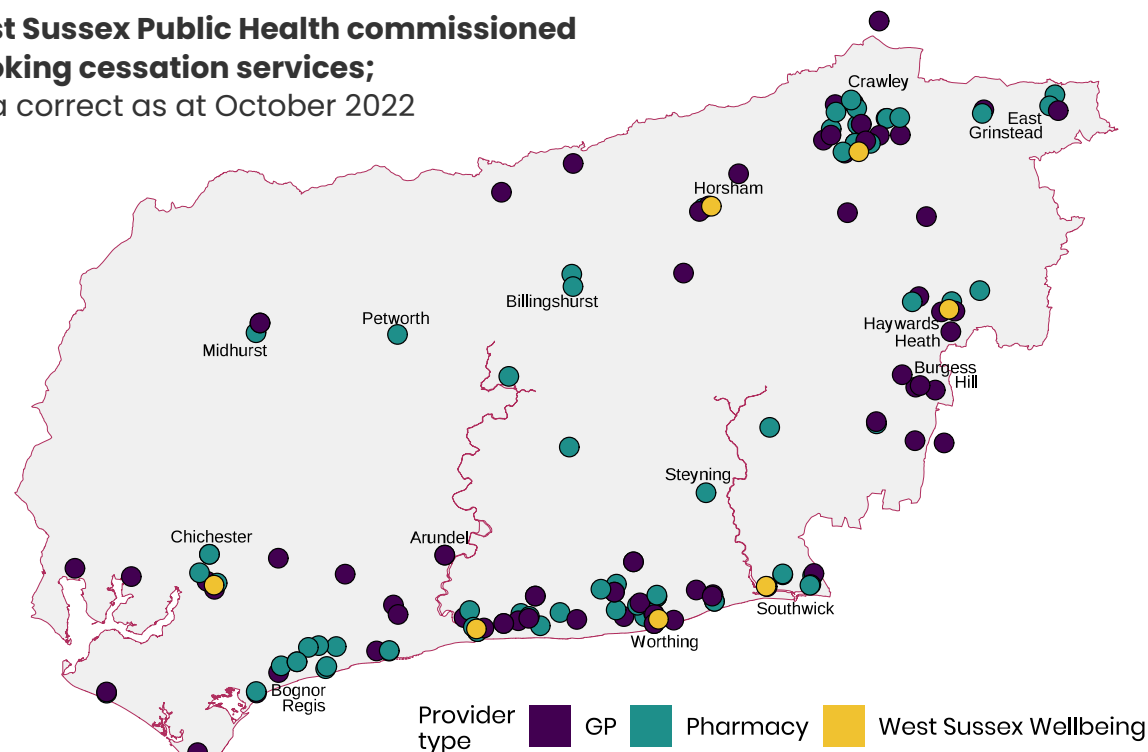 st Sussex Public Health commissioned
oking cessation services;
a correct as at October 2022
Crawley
East
Grinstead
Horsham
Billingshurst
Petworth
Midhurst
Haywards
Heath
Burgess
Hill
Steyning
Chichester
Arundel
Southwick
Worthing
Bognor
Regis
Provider
type
GP
Pharmacy
West Sussex Wellbeing